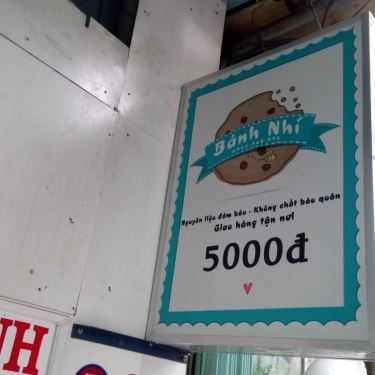 Bánh Nhí
Nguyên liệu đảm bảo - Không chất bảo quản
Giao hàng tận nơi
5000đ
NH